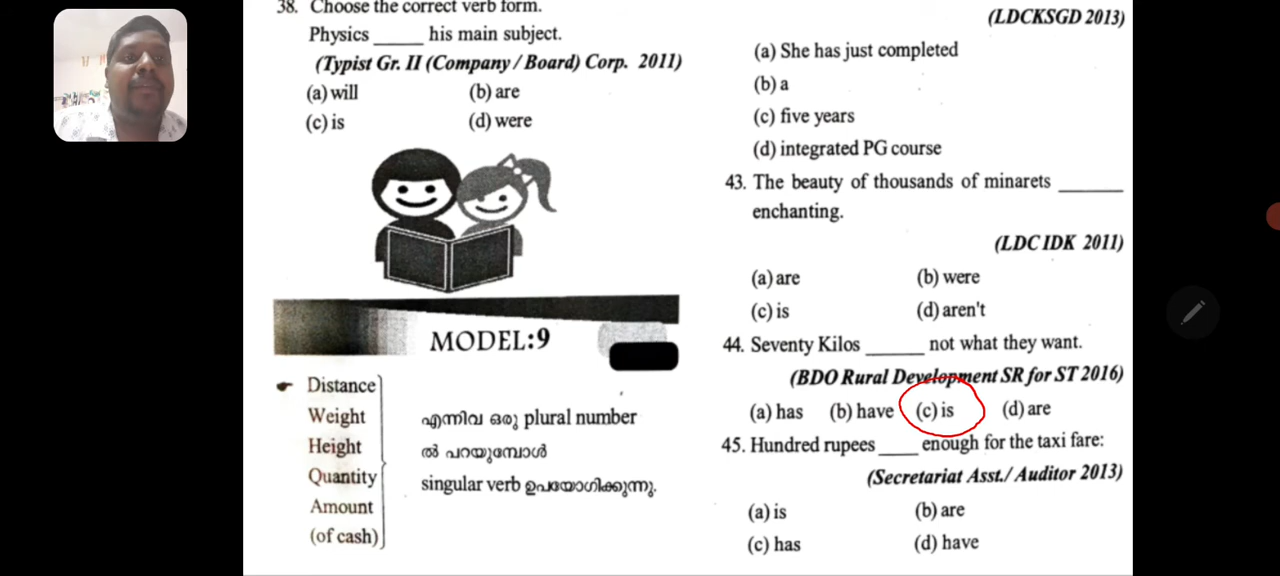 38. Choose the correct verb form.
Physics _____ his main subject.
(Typist Gr. II (Company / Board) Corp. 2011)
(a) will (b) are
(c) is (d) were
MODEL:9
Distance
Weight
Height
Quantity
Amount
(of cash)
എന്നിവ ഒരു plural number
ൽ പറയുമ്പോൾ
singular verb ഉപയോഗിക്കുന്നു.
(LDCKSGD 2013)
(a) She has just completed
(b) a
(c) five years
(d) integrated PG course
43. The beauty of thousands of minarets ______
enchanting.
(LDC IDK 2011)
(a) are (b) were
(c) is (d) aren't
44. Seventy Kilos ______ not what they want.
(BDO Rural Development SR for ST 2016)
(a) has (b) have (c) is (d) are
45. Hundred rupees ____ enough for the taxi fare:
(Secretariat Asst./ Auditor 2013)
(a) is (b) are
(c) has (d) have